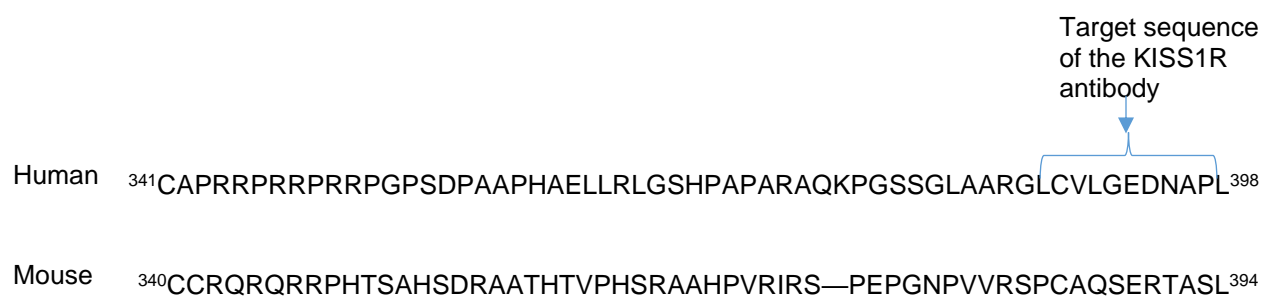 Target sequence
of the KISS1R
antibody
Human 341CAPRRPRRPRRPGPSDPAAPHAELLRLGSHPAPARAQKPGSSGLAARGLCVLGEDNAPL398
Mouse 340CCRQRQRRPHTSAHSDRAATHTVPHSRAAHPVRIRS—PEPGNPVVRSPCAQSERTASL394